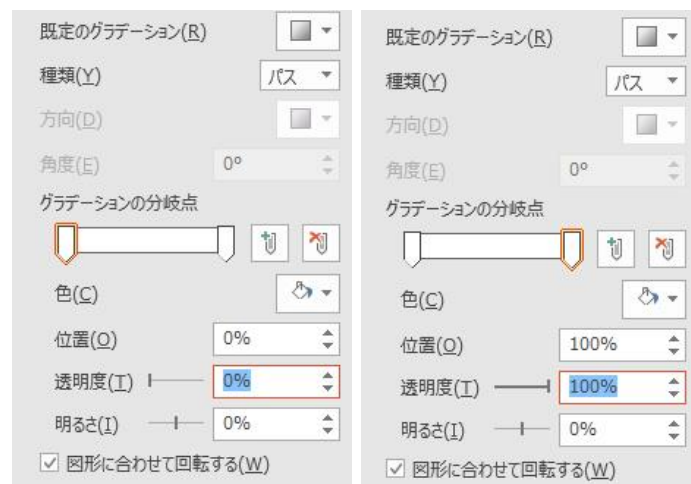 既定のグラデーション(R)
種類(Y) パス
方向(D)
角度(E) 0°
グラデーションの分岐点
色(C)
位置(O) 0%
透明度(T) 0%
明るさ(I) 0%
図形に合わせて回転する(W)
既定のグラデーション(R)
種類(Y) パス
方向(D)
角度(E) 0°
グラデーションの分岐点
色(C)
位置(O) 100%
透明度(T) 100%
明るさ(I) 0%
図形に合わせて回転する(W)